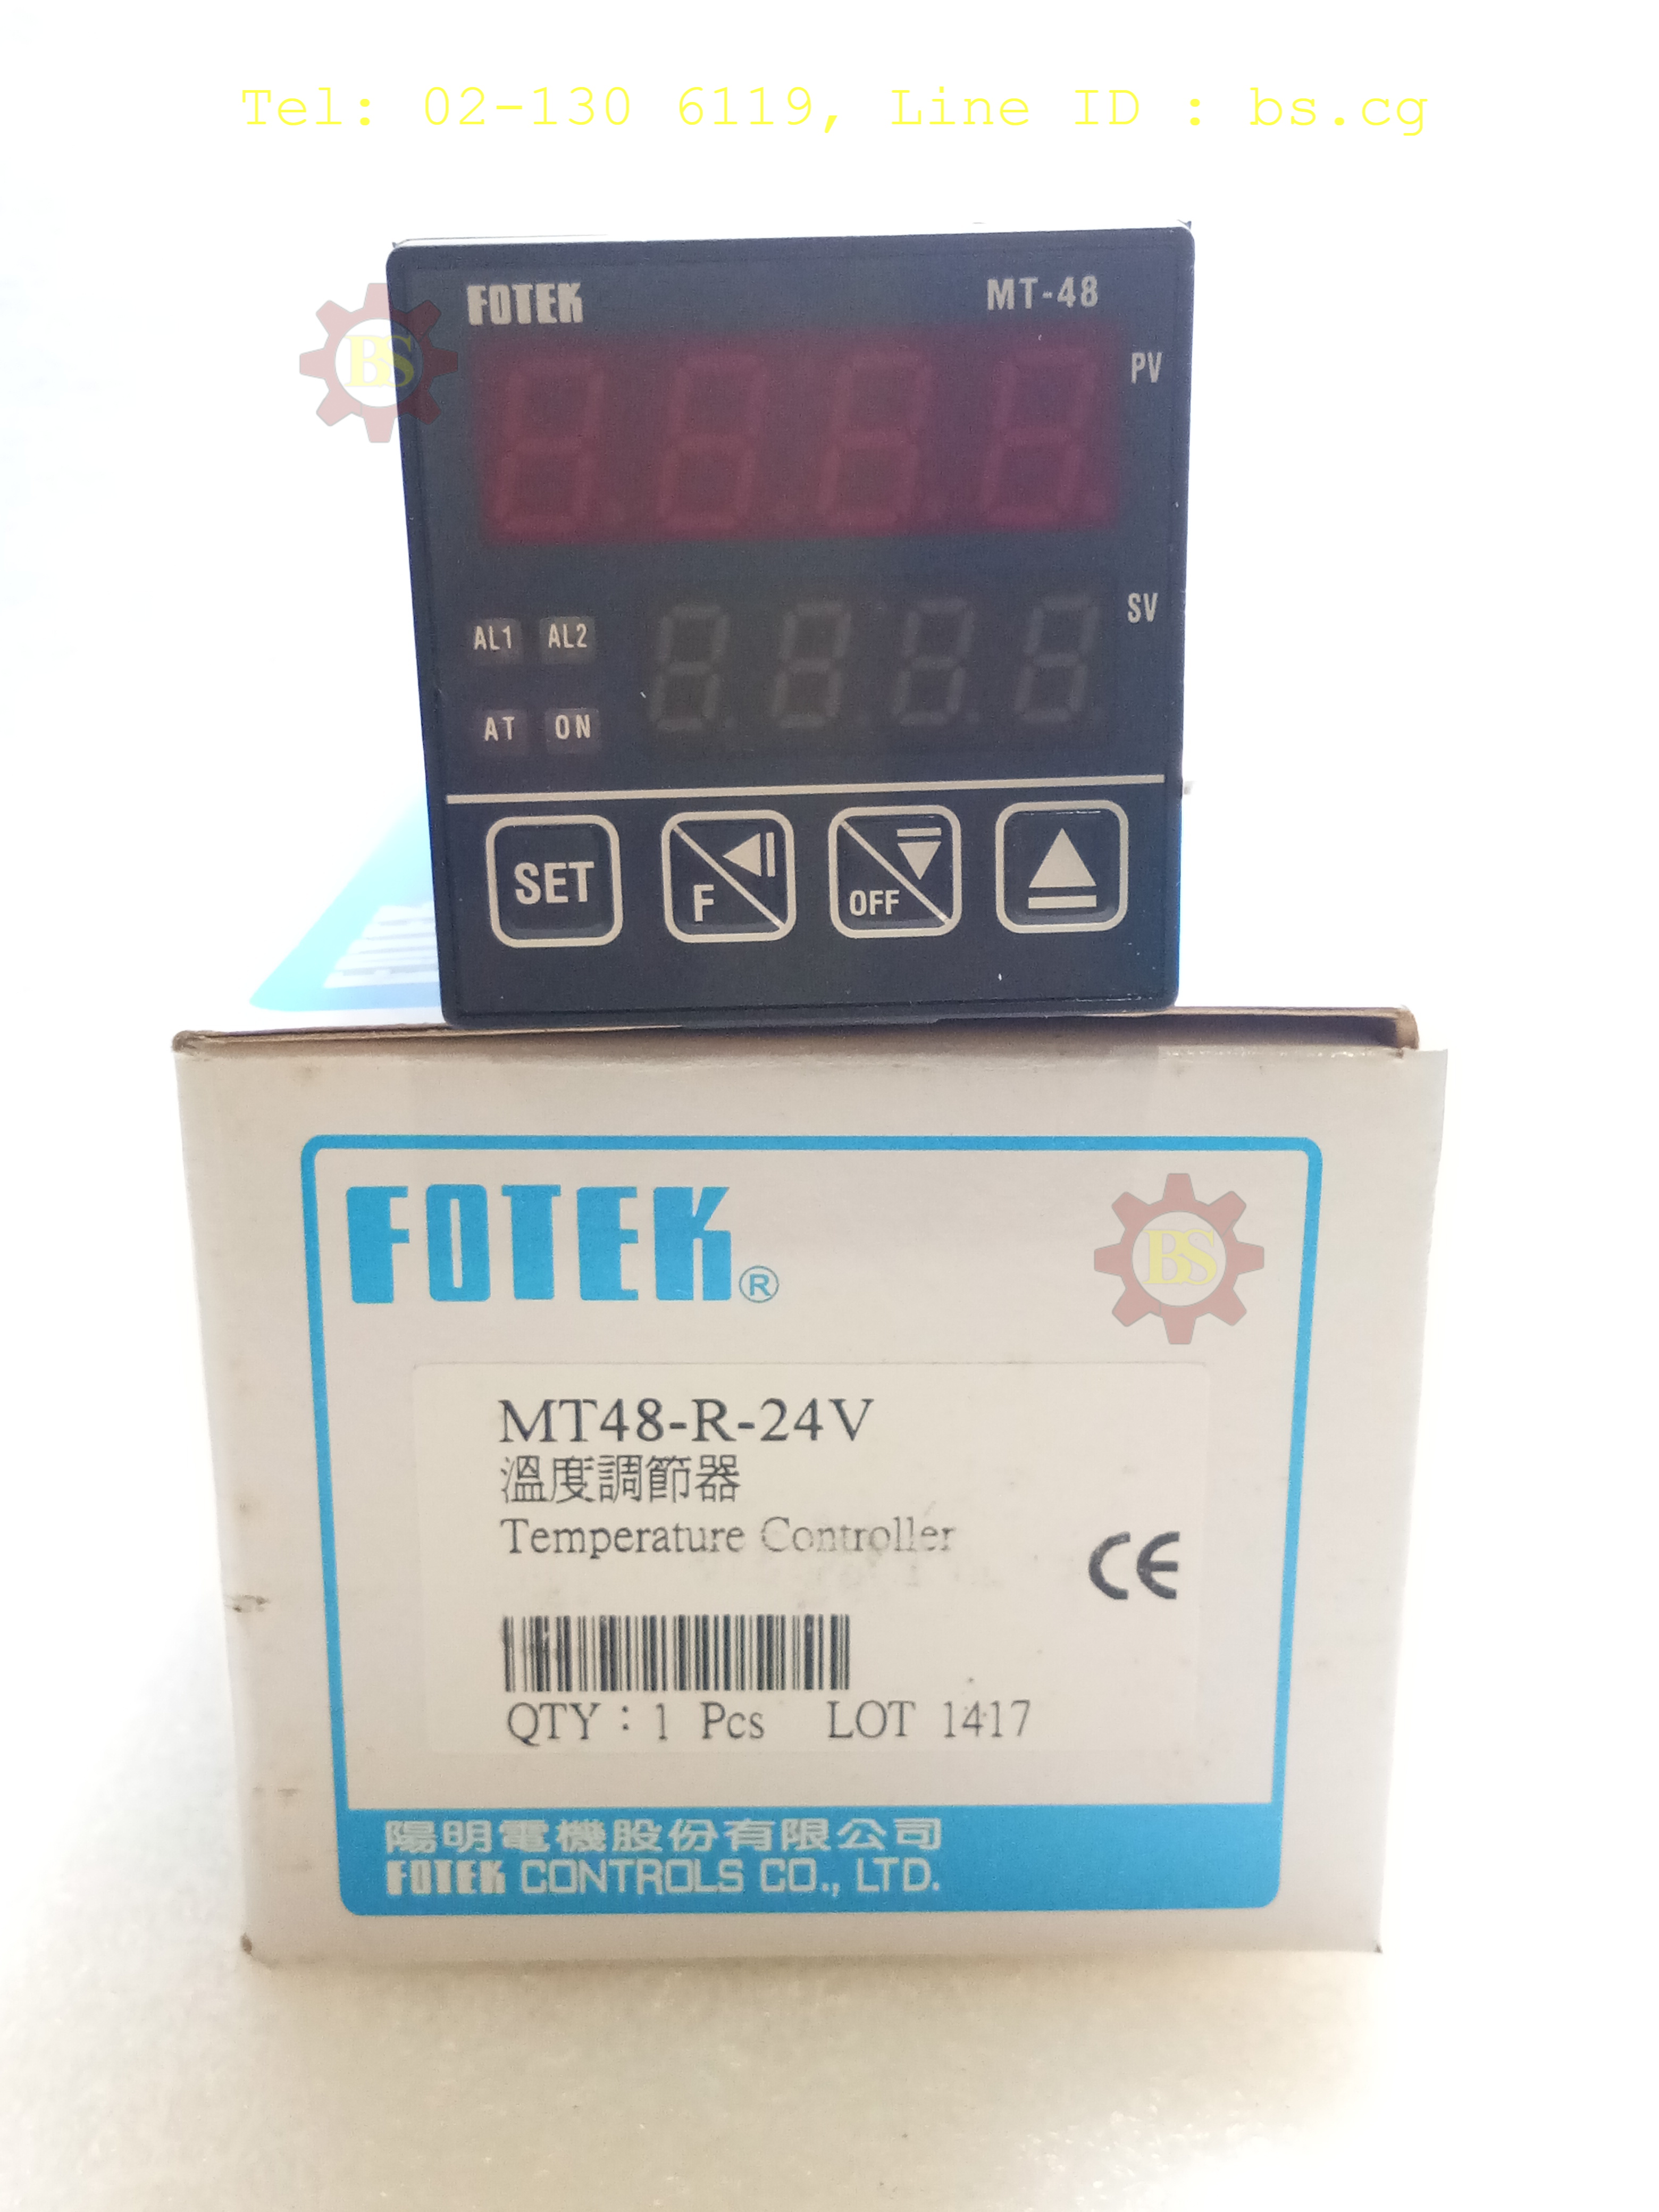 Tel: 02-130 6119, Line ID : bs.cg
FOTEK MT-48
BS
PV
SV
AL1 AL2
AT ON
SET F OFF
FOTEK®
BS
MT48-R-24V
溫度調節器
Temperature Controller
CE
QTY : 1 Pcs LOT 1417
陽明電機股份有限公司
FOTEK CONTROLS CO., LTD.